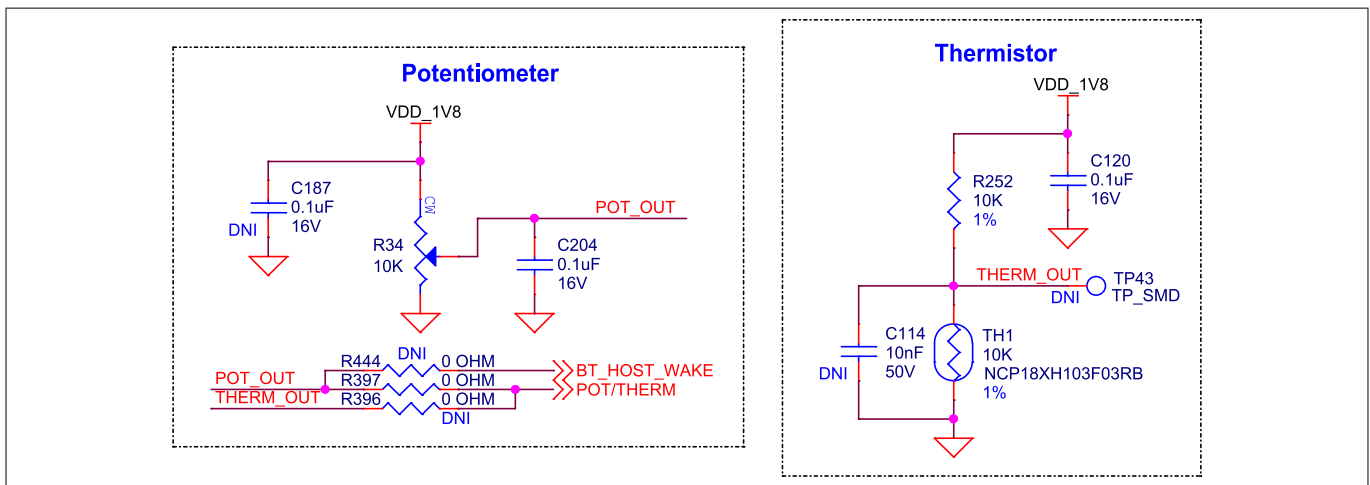 Potentiometer
VDD_1V8
C187
0.1uF
16V
DNI
CW
R34
10K
POT_OUT
C204
0.1uF
16V
R444 DNI 0 OHM
BT_HOST_WAKE
POT_OUT R397 0 OHM
POT/THERM
THERM_OUT R396 0 OHM
DNI
Thermistor
VDD_1V8
R252
10K
1%
C120
0.1uF
16V
THERM_OUT
DNI
TP43
TP_SMD
C114
10nF
50V
DNI
TH1
10K
NCP18XH103F03RB
1%